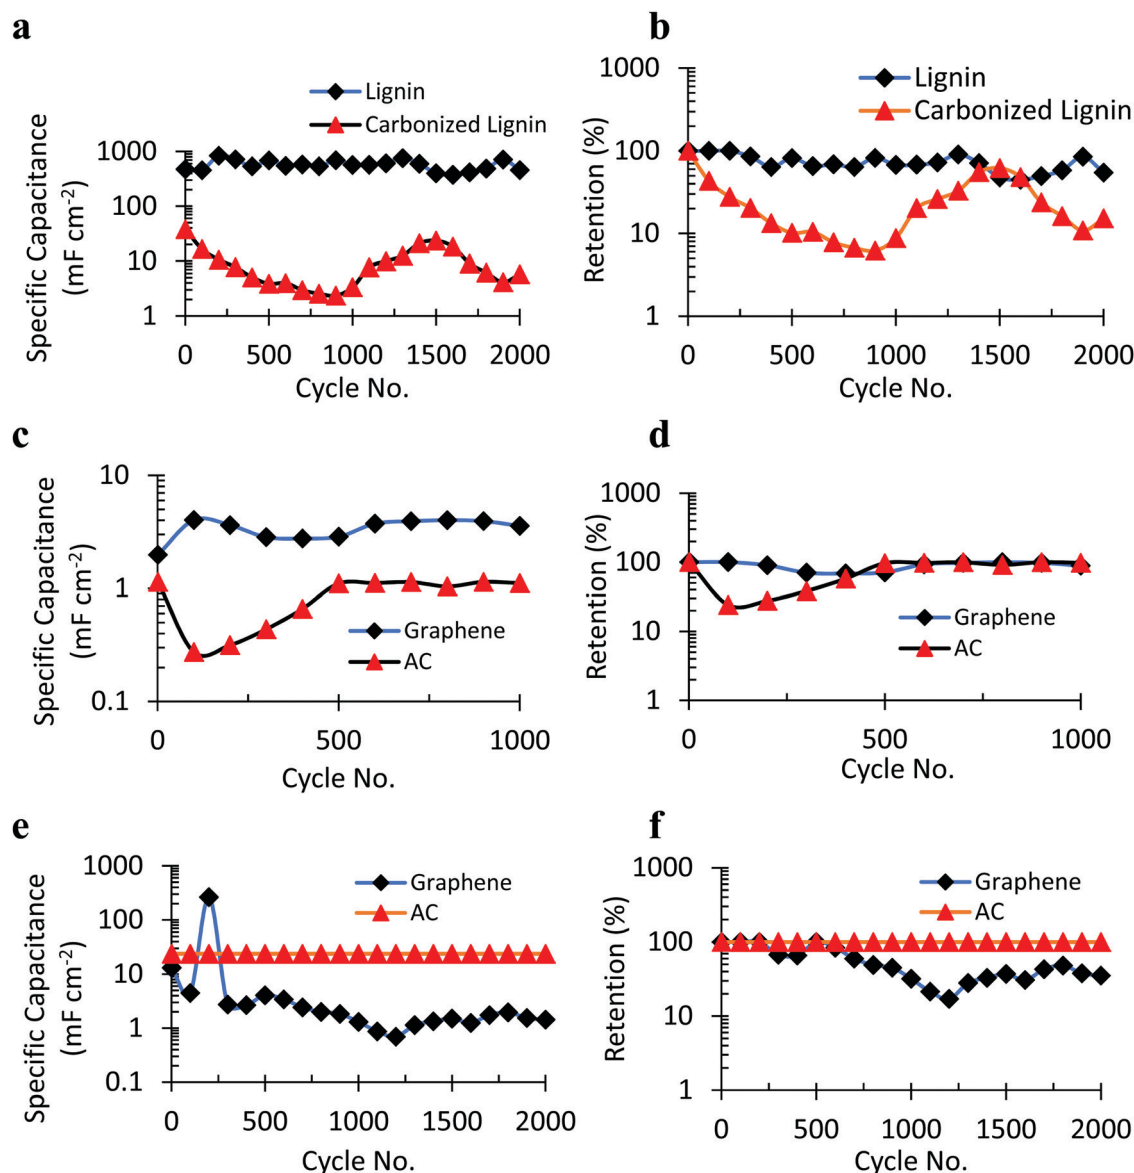 a
Lignin
Carbonized Lignin
Specific Capacitance
(mF cm⁻²)
1000
100
10
1
0 500 1000 1500 2000
Cycle No.
b
Lignin
Carbonized Lignin
Retention (%)
1000
100
10
1
0 500 1000 1500 2000
Cycle No.
c
Specific Capacitance
(mF cm⁻²)
10
1
0.1
Graphene
AC
0 500 1000
Cycle No.
d
Retention (%)
1000
100
10
1
Graphene
AC
0 500 1000
Cycle No.
e
Specific Capacitance
(mF cm⁻²)
1000
100
10
1
0.1
Graphene
AC
0 500 1000 1500 2000
Cycle No.
f
Retention (%)
1000
100
10
1
Graphene
AC
0 500 1000 1500 2000
Cycle No.